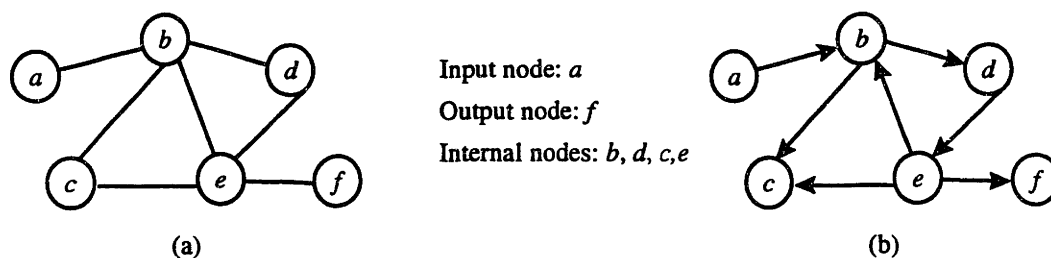 b
a
d
c
e
f
(a)
Input node: a
Output node: f
Internal nodes: b, d, c,e
b
a
d
c
e
f
(b)